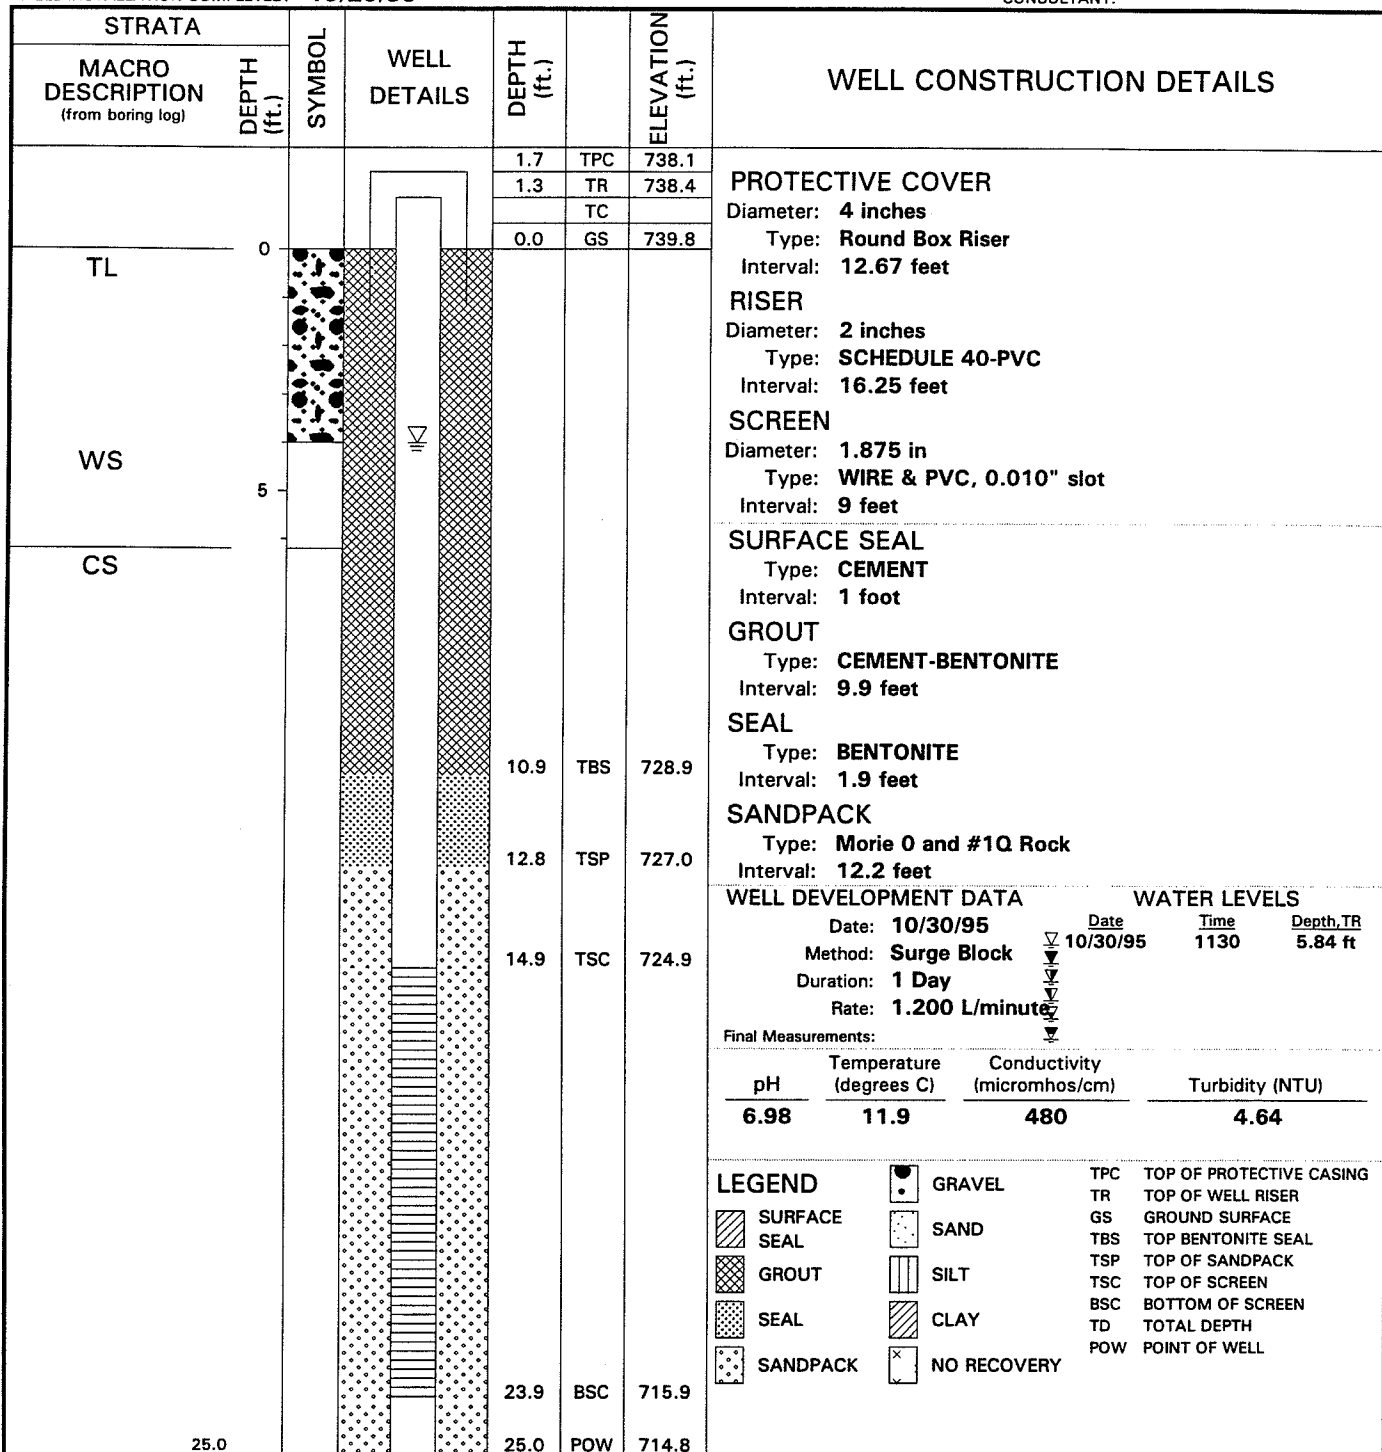 STRATA
MACRO
DESCRIPTION
(from boring log)
DEPTH
(ft.)
SYMBOL
WELL
DETAILS
DEPTH
(ft.)
ELEVATION
(ft.)
WELL CONSTRUCTION DETAILS
1.7 TPC 738.1
1.3 TR 738.4
TC
0.0 GS 739.8
0
TL
WS
5
CS
10.9 TBS 728.9
12.8 TSP 727.0
14.9 TSC 724.9
23.9 BSC 715.9
25.0
25.0 POW 714.8
PROTECTIVE COVER
Diameter: 4 inches
Type: Round Box Riser
Interval: 12.67 feet
RISER
Diameter: 2 inches
Type: SCHEDULE 40-PVC
Interval: 16.25 feet
SCREEN
Diameter: 1.875 in
Type: WIRE & PVC, 0.010" slot
Interval: 9 feet
SURFACE SEAL
Type: CEMENT
Interval: 1 foot
GROUT
Type: CEMENT-BENTONITE
Interval: 9.9 feet
SEAL
Type: BENTONITE
Interval: 1.9 feet
SANDPACK
Type: Morie 0 and #1Q Rock
Interval: 12.2 feet
WELL DEVELOPMENT DATA
Date: 10/30/95
Method: Surge Block
Duration: 1 Day
Rate: 1.200 L/minute
Final Measurements:
WATER LEVELS
Date Time Depth,TR
10/30/95 1130 5.84 ft
pH Temperature (degrees C) Conductivity (micromhos/cm) Turbidity (NTU)
6.98 11.9 480 4.64
LEGEND
SURFACE
SEAL
GROUT
SEAL
SANDPACK
GRAVEL
SAND
SILT
CLAY
NO RECOVERY
TPC TOP OF PROTECTIVE CASING
TR TOP OF WELL RISER
GS GROUND SURFACE
TBS TOP BENTONITE SEAL
TSP TOP OF SANDPACK
TSC TOP OF SCREEN
BSC BOTTOM OF SCREEN
TD TOTAL DEPTH
POW POINT OF WELL